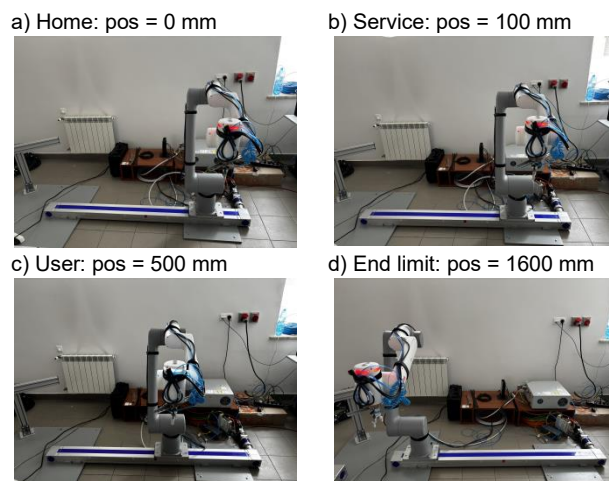 a) Home: pos = 0 mm
b) Service: pos = 100 mm
c) User: pos = 500 mm
d) End limit: pos = 1600 mm